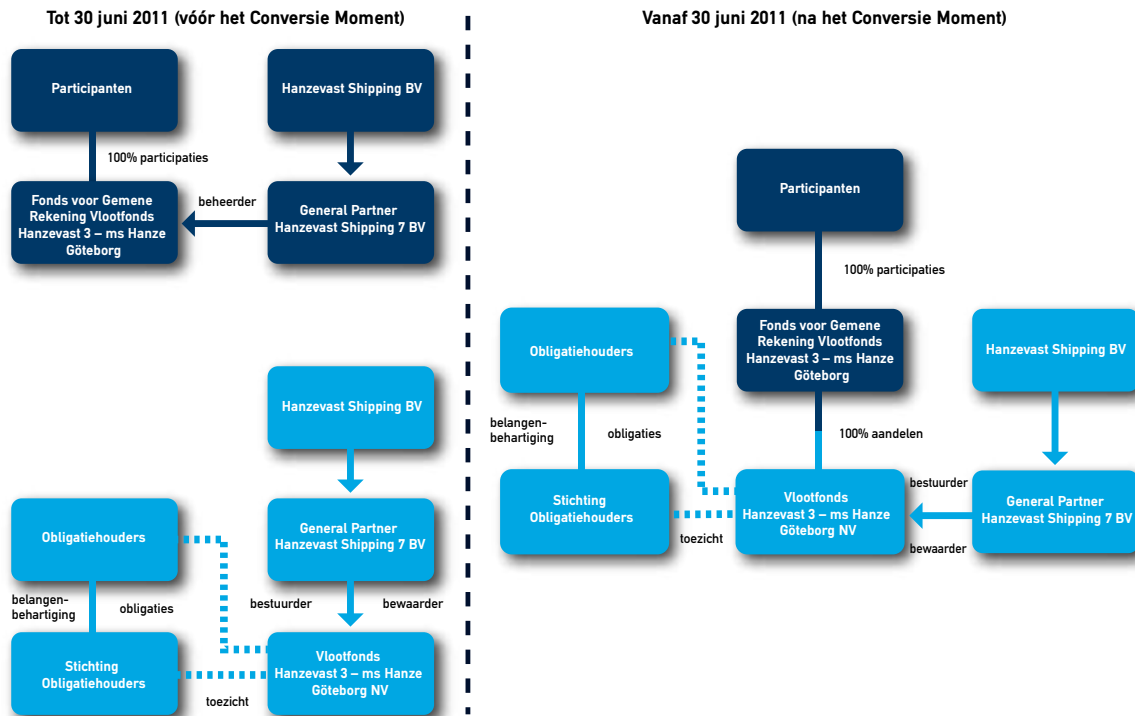 Tot 30 juni 2011 (vóór het Conversie Moment)
Participanten
Hanzevast Shipping BV
100% participaties
Fonds voor Gemene
Rekening Vlootfonds
Hanzevast 3 – ms Hanze
Göteborg
beheerder
General Partner
Hanzevast Shipping 7 BV
Hanzevast Shipping BV
Obligatiehouders
General Partner
Hanzevast Shipping 7 BV
belangen-
behartiging
obligaties
bestuurder
bewaarder
Stichting
Obligatiehouders
toezicht
Vlootfonds
Hanzevast 3 – ms Hanze
Göteborg NV
Vanaf 30 juni 2011 (na het Conversie Moment)
Participanten
100% participaties
Obligatiehouders
Fonds voor Gemene
Rekening Vlootfonds
Hanzevast 3 – ms Hanze
Göteborg
Hanzevast Shipping BV
belangen-
behartiging
obligaties
100% aandelen
Stichting
Obligatiehouders
toezicht
Vlootfonds
Hanzevast 3 – ms Hanze
Göteborg NV
bestuurder
bewaarder
General Partner
Hanzevast Shipping 7 BV